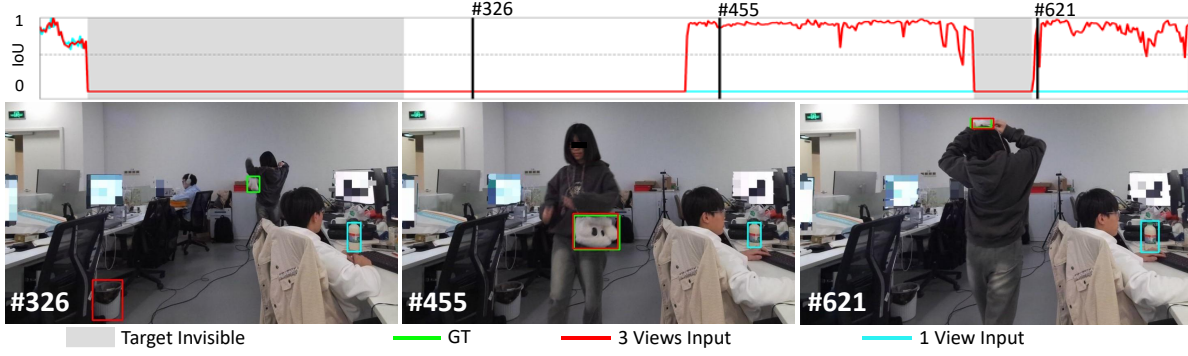 #326
#455
#621
1
IoU
0
#326
#455
#621
Target Invisible
GT
3 Views Input
1 View Input